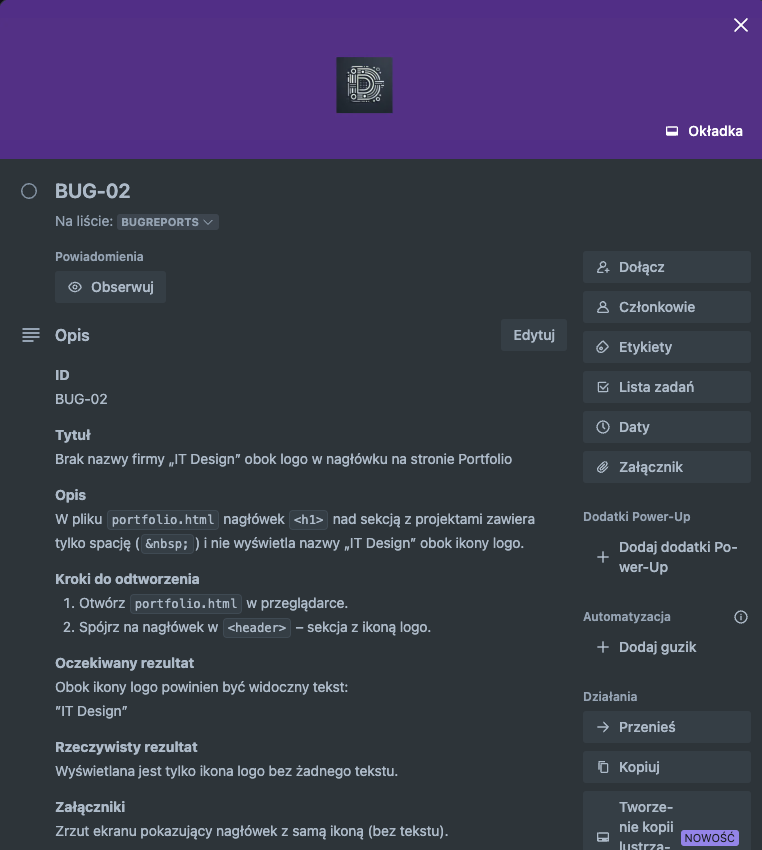 Okładka
BUG-02
Na liście: BUGREPORTS
Powiadomienia
Obserwuj
Opis
Edytuj
ID
BUG-02
Tytuł
Brak nazwy firmy „IT Design” obok logo w nagłówku na stronie Portfolio
Opis
W pliku portfolio.html nagłówek <h1> nad sekcją z projektami zawiera
tylko spację ( &nbsp; ) i nie wyświetla nazwy „IT Design” obok ikony logo.
Kroki do odtworzenia
1. Otwórz portfolio.html w przeglądarce.
2. Spójrz na nagłówek w <header> – sekcja z ikoną logo.
Oczekiwany rezultat
Obok ikony logo powinien być widoczny tekst:
”IT Design”
Rzeczywisty rezultat
Wyświetlana jest tylko ikona logo bez żadnego tekstu.
Załączniki
Zrzut ekranu pokazujący nagłówek z samą ikoną (bez tekstu).
Dołącz
Członkowie
Etykiety
Lista zadań
Daty
Załącznik
Dodatki Power-Up
Dodaj dodatki Po-
wer-Up
Automatyzacja
Dodaj guzik
Działania
Przenieś
Kopiuj
Tworze-
nie kopii
lustrza-
NOWOŚĆ